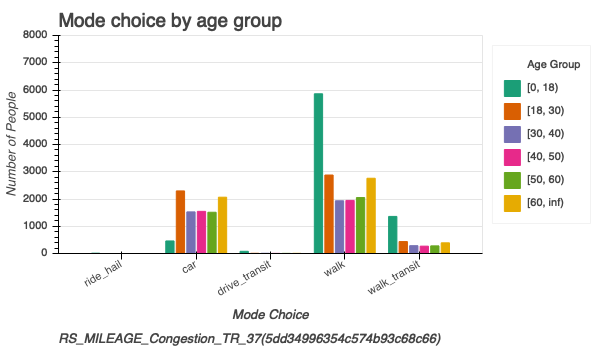 Mode choice by age group
Number of People
8000
7000
6000
5000
4000
3000
2000
1000
0
ride_hail
car
drive_transit
walk
walk_transit
Mode Choice
Age Group
[0, 18)
[18, 30)
[30, 40)
[40, 50)
[50, 60)
[60, inf)
RS_MILEAGE_Congestion_TR_37(5dd34996354c574b93c68c66)